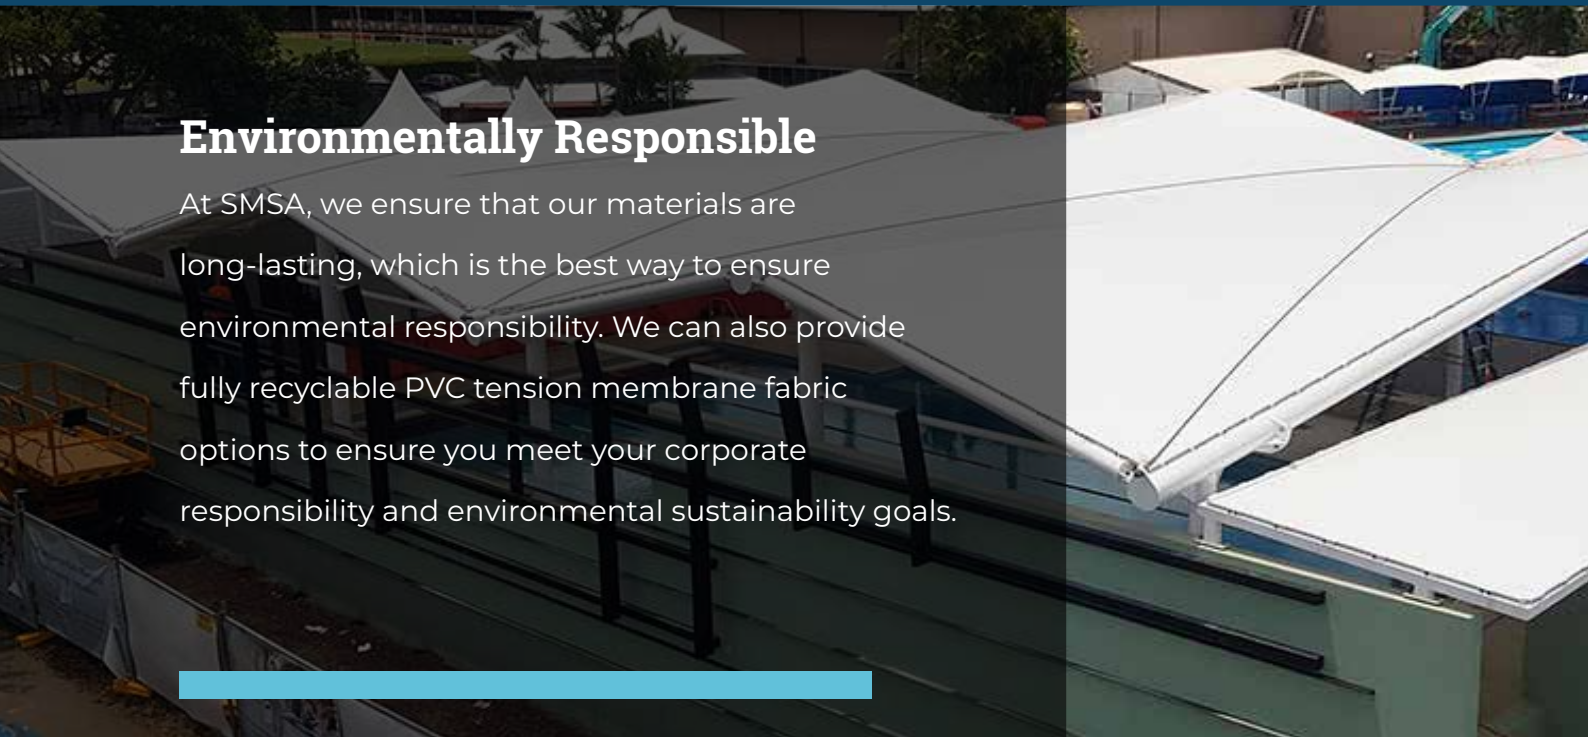 Environmentally Responsible
At SMSA, we ensure that our materials are
long-lasting, which is the best way to ensure
environmental responsibility. We can also provide
fully recyclable PVC tension membrane fabric
options to ensure you meet your corporate
responsibility and environmental sustainability goals.